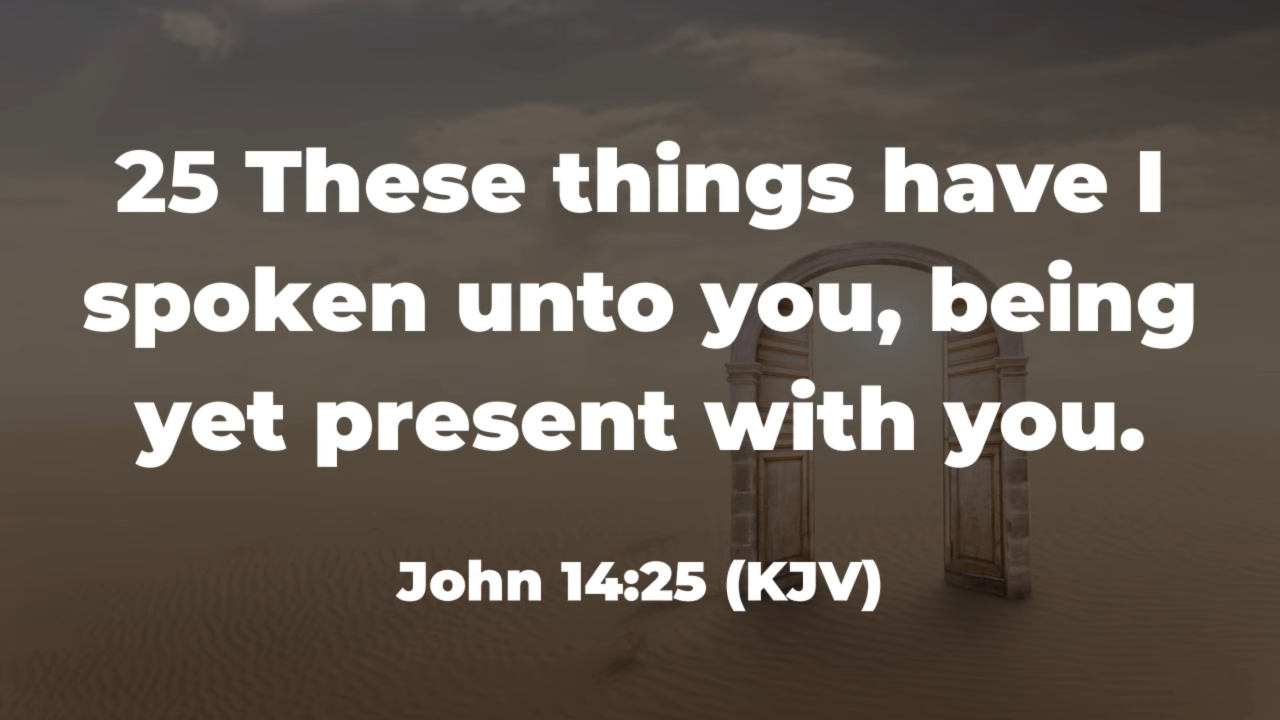 25 These things have I
spoken unto you, being
yet present with you.
John 14:25 (KJV)